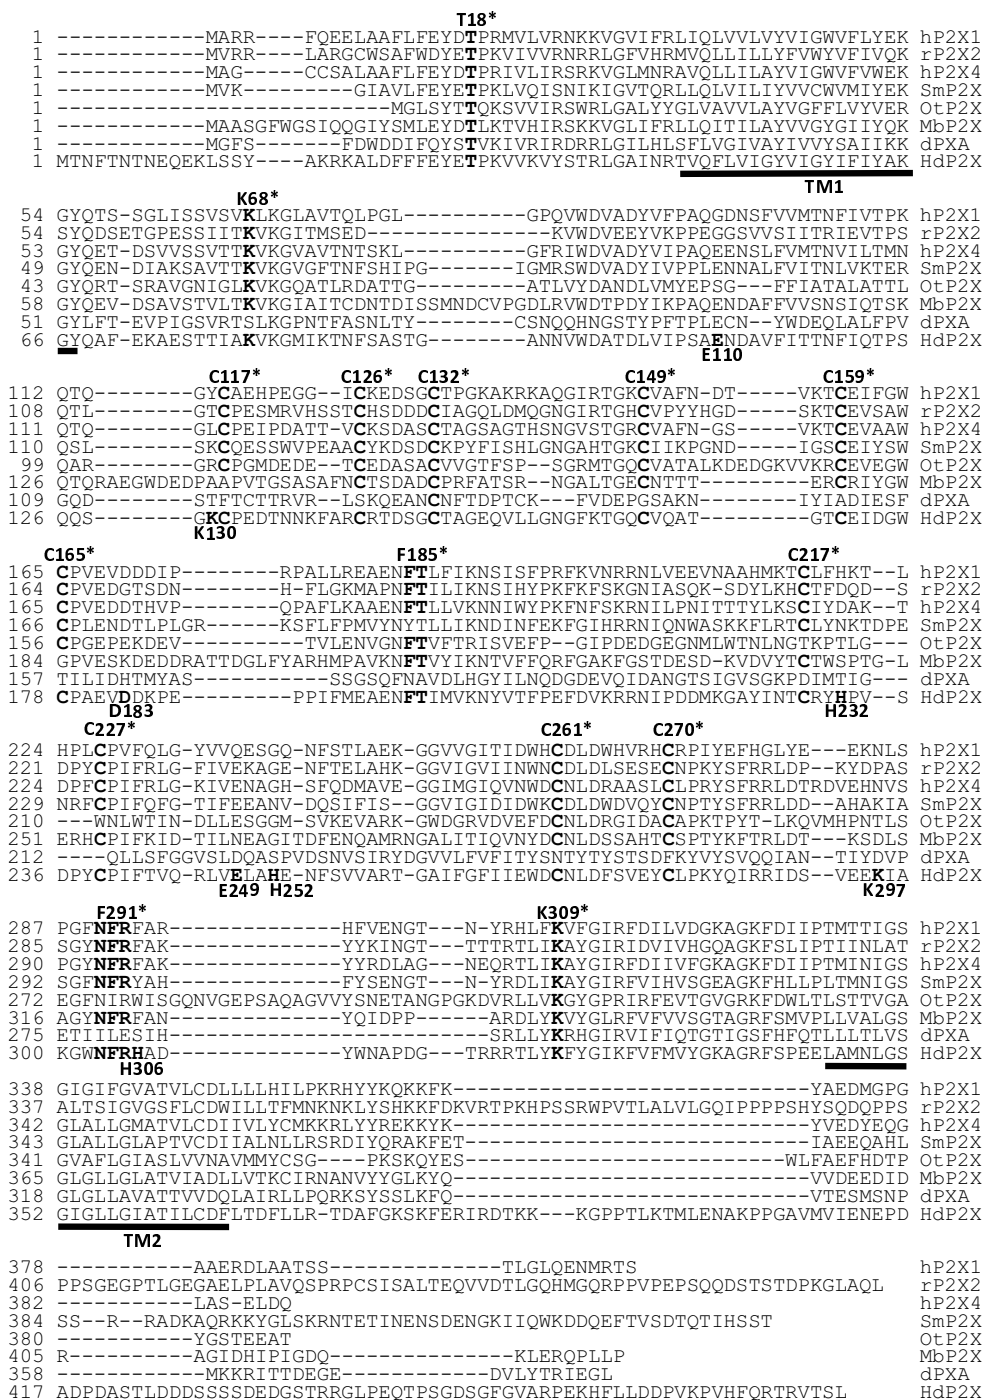 T18*
1 ------------MARR----FQEELAAFLFEYDTPRMVLVRNKKVGVIFRLIQLVVLVYVIGWVFLYEK hP2X1
1 ------------MVRR----LARGCWSAFWDYETPKVIVVRNRRLGFVHRMVQLLILLYFVWYVFIVQK rP2X2
1 ------------MAG-----CCSALAAFLFEYDTPRIVLIRSRKVGLMNRAVQLLILAYVIGWVFVWEK hP2X4
1 ------------MVK---------GIAVLFEYETPKLVQISNIKIGVTQRLLQLIILIYVVCWVMIYEK SmP2X
1 ---------------------------MGLSYTTQKSVVIRSWRLGALYYGLVAVVLAYVGFFLVYVER OtP2X
1 ------------MAASGFWGSIQQGIYSMLEYDTLKTVHIRSKKVGLIFRLLQITILAYVVGYGIIYQK MbP2X
1 ------------MGFS----FDWDDIFQYSTVKIVRIRDRRLGILHLSFLVGIVAYIVVYSAIIKK dPXA
1 MTNFTNTNEQEKLSSY----AKRKALDFFFEYETPKVVKVYSTRLGAINRTVQFLVIGYVIGYIFIYAK HdP2X
TM1
K68*
54 GYQTS-SGLISSVSVKLKGLAVTQLPGL----------GPQVWDVADYVFPAQGDNSFVVMTNFIVTPK hP2X1
54 SYQDSETGPESSIITKVKGITMSED-------------KVWDVEEYVKPPEGGSVVSIITRIEVTPS rP2X2
53 GYQET-DSVVSSVTTKVKGVAVTNTSKL----------GFRIWDVADYVIPAQEENSLFVMTNVILTMN hP2X4
49 GYQEN-DIAKSAVTTKVKGVGFTNFSHIPG--------IGMRSWDVADYIVPPLENNALFVITNLVKTER SmP2X
43 GYQRT-SRAVGNIGLKVKGQATLRDATTG---------ATLVYDANDLVMYEPSG---FFIATALATTL OtP2X
58 GYQEV-DSAVSTVLTKVKGIAITCDNTDISSMNDCVPGDLRVWDTPDYIKPAQENDAFFVVSNSIQTSK MbP2X
51 GYLFT-EVPIGSVRTSLKGPNTFASNLTY---------CSNQQHNGSTYPFTPLECN--YWDEQLALFPV dPXA
66 GYQAF-EKAESTTIAKVKGMIKTNFSASTG--------ANNVWDATDLVIPSAENDAVFITTNFIQTPS HdP2X
E110
C117* C126* C132* C149* C159*
112 QTQ--------GYCAEHPEGG--ICKEDSGCTPGKAKRKAQGIRTGKCVAFN-DT-----VKTCEIFGW hP2X1
108 QTL--------GTCPESMRVHSSTCHSDDDCIAGQLDMQGNGIRTGHCVPYYHGD-----SKTCEVSAW rP2X2
111 QTQ--------GLCPEIPDATT-VCKSDASCTAGSAGTHSNGVSTGRCVAFN-GS-----VKTCEVAAW hP2X4
110 QSL--------SKCQESSWVPEAACYKDSDCKPYFISHLGNGAHTGKCIIKPGND-----IGSCEIYSW SmP2X
99 QAR--------GRCPGMDEDE--TCEDASACVVGTFSP--SGRMTGQCVATALKDEDGKVVKRCEVEGW OtP2X
126 QTQRAEGWDEDPAAPVTGSASAFNCTSDADCPRFATSR--NGALTGECNTTT--------ERCRIYGW MbP2X
109 GQD--------STFTCTTRVR--LSKQEANCNFTDPTCK---FVDEPGSAKN--------IYIADIESF dPXA
126 QQS--------GKCPEDTNNKFARCRTDSGCTAGEQVLLGNGFKTGQCVQAT---------GTCEIDGW HdP2X
K130
C165* F185* C217*
165 CPVEVDDDIP--------RPALLREAENFTLFIKNSISFPRFKVNRRNLVEEVNAAHMKTCLFHKT--L hP2X1
164 CPVEDGTSDN--------H-FLGKMAPNFTILIKNSIHYPKFKFSKGNIASQK-SDYLKHCTFDQD--S rP2X2
165 CPVEDDTHVP--------QPAFLKAAENFTLLVKNNIWYPKFNFSKRNILPNITTTYLKSCIYDAK--T hP2X4
166 CPLENDTLPLGR------KSFLFPMVYNYTLLIKNDINFEKFGIHRRNIQNWASKKFLRTCLYNKTDPE SmP2X
156 CPGEPEKDEV--------TVLENVGNFTVFTRISVEFP--GIPDEDGEGNMLWTNLNGTKPTLG--- OtP2X
184 GPVESKDEDDRATTDGLFYARHMPAVKNFTVYIKNTVFFQRFGAKFGSTDESD-KVDVYTCTWSPTG-L MbP2X
157 TILIDHTMYAS-------SSGSQFNAVDLHGYILNQDGDEVQIDANGTIGVSGKPDIMTI---- dPXA
178 CPAEVDDKPE--------PPIFMEAENFTIMVKNYVTFPEFDVKRRNIPDDMKGAYINTCRYHPV--S HdP2X
D183 H232
C227* C261* C270*
224 HPLCPVFQLG-YVVQESGQ-NFSTLAEK-GGVVGITIDWHCDLDWHVRHCRPIYEFHGLYE---EKNLS hP2X1
221 DPYCPIFRLG-FIVEKAGE-NFTELAHK-GGVIGVIINWNCDLDLSESECNPKYSFRRLDP--KYDPAS rP2X2
224 DPFCPIFRLG-KIVENAGH-SFQDMAVE-GGIMGIQVNWDCNLDRAASLCLPRYSFRRLDTRDVEHNVS hP2X4
229 NRFCPIFQFG-TIFEEANV-DQSIFIS--GGVIGIDIDWKCDLDWDVQYCNPTYSFRRLDD--AHAKIA SmP2X
210 ---WNLWTIN-DLLESGGM-SVKEVARK-GWDGRVDVEFDCNLDRGIDACAPKTPYT-LKQVMHPNTLS OtP2X
251 ERHCPIFKID-TILNEAGITDFENQAMRNGALITIQVNYDCNLDSSAHTCSPTYKFTRLDT---KSDLS MbP2X
212 ----QLLSFGGVSLDQASPVDSNVSIRYDGVVLFVFITYSNTYTYSTSDFKYVYSVQQIAN--TIYDVP dPXA
236 DPYCPIFTVQ-RLVELAHE-NFSVVART-GAIFGFIIEWDCNLDFSVEYCLPKYQIRRIDS--VEEKIA HdP2X
E249 H252 K297
F291* K309*
287 PGFNFRFAR--------------HFVENGT--N-YRHLFKVFGIRFDILVDGKAGKFDIIPTMTTIGS hP2X1
285 SGYNFRFAK--------------YYKINGT--TTTRTLIKAYGIRIDVIVHGQAGKFSLIPTIINLAT rP2X2
290 PGYNFRFAK--------------YYRDLAG--NEQRTLIKAYGIRFDIIVFGKAGKFDIIPTMINIGS hP2X4
292 SGFNFRYAH--------------FYSENGT--N-YRDLIKAYGIRFVIHVSGEAGKFHLLPLTMNIGS SmP2X
272 EGFNIRWISGQNVGEPSAQAGVVYSNETANGPGKDVRLLVKGYGPRIRFEVTGVGRKFDWLTLSTTVGA OtP2X
316 AGYNFRFAN--------------YQIDPP----ARDLYKVYGLRFVFVVSGTAGRFSMVPLLVALGS MbP2X
275 ETIILESIH--------------------------SRLLYKRHGIRVIFIQTGTIGSFHFQTLLLTLVS dPXA
300 KGWNFRHAD--------------YWNAPDG---TRRRTLYKFYGIKFVFMVYGKAGRFSPEELAMNLGS HdP2X
H306
338 GIGIFGVATVLCDLLLLHILPKRHYYKQKKFK-----------------------------YAEDMGPG hP2X1
337 ALTSIGVGSFLCDWILLTFMNKNKLYSHKKFDKVRTPKHPSSRWPVTLALVLGQIPPPPSHYSQDQPPS rP2X2
342 GLALLGMATVLCDIIVLYCMKKRLYYREKKYK-----------------------------YVEDYEQG hP2X4
343 GLALLGLAPTVCDIIALNLLRSRDIYQRAKFET----------------------------IAEEQAHL SmP2X
341 GVAFLGIASLVVNAVMMYCSG----PKSKQYES--------------------------WLFAEFHDTP OtP2X
365 GLGLLGLATVIADLLVTKCIRNANVYYGLKYQ-----------------------------VVDEEDID MbP2X
318 GLGLLAVATTVVDQLAIRLLPQRKSYSSLKFQ-----------------------------VTESMSNP dPXA
352 GIGLLGIATILCDFLTDFLLR-TDAFGKSKFERIRDTKK---KGPPTLKTMLENAKPPGAVMVIENEPD HdP2X
TM2
378 -----------AAERDLAATSS--------------TLGLQENMRTS hP2X1
406 PPSGEGPTLGEGAELPLAVQSPRPCSISALTEQVVDTLGQHMGQRPPVPEPSQQDSTSTDPKGLAQL rP2X2
382 -----------LAS-ELDQ hP2X4
384 SS--R--RADKAQRKKYGLSKRNTETINENSDENGKIIQWKDDQEFTVSDTQTIHSST SmP2X
380 -----------YGSTEEAT OtP2X
405 R----------AGIDHIPIGDQ---------------KLERQPLLP MbP2X
358 ------------MKKRITTDEGE------------DVLYTRIEGL dPXA
417 ADPDASTLDDDSSSSDEDGSTRRGLPEQTPSGDSGFGVARPEKHFLLDDPVKPVHFQRTRVTSL HdP2X